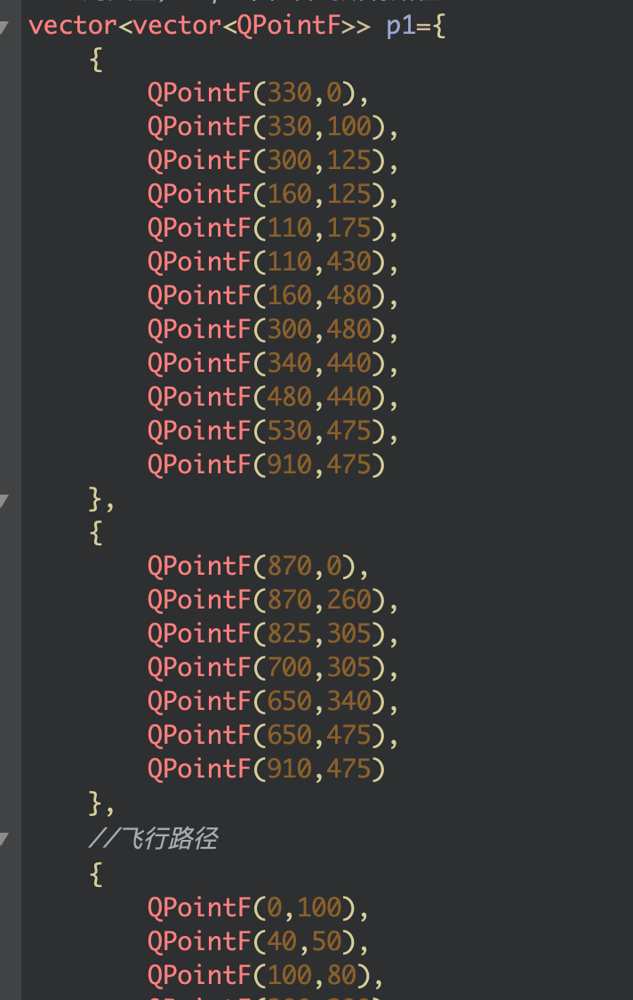 vector<vector<QPointF>> p1={
    {
        QPointF(330,0),
        QPointF(330,100),
        QPointF(300,125),
        QPointF(160,125),
        QPointF(110,175),
        QPointF(110,430),
        QPointF(160,480),
        QPointF(300,480),
        QPointF(340,440),
        QPointF(480,440),
        QPointF(530,475),
        QPointF(910,475)
    },
    {
        QPointF(870,0),
        QPointF(870,260),
        QPointF(825,305),
        QPointF(700,305),
        QPointF(650,340),
        QPointF(650,475),
        QPointF(910,475)
    },
    //飞行路径
    {
        QPointF(0,100),
        QPointF(40,50),
        QPointF(100,80),